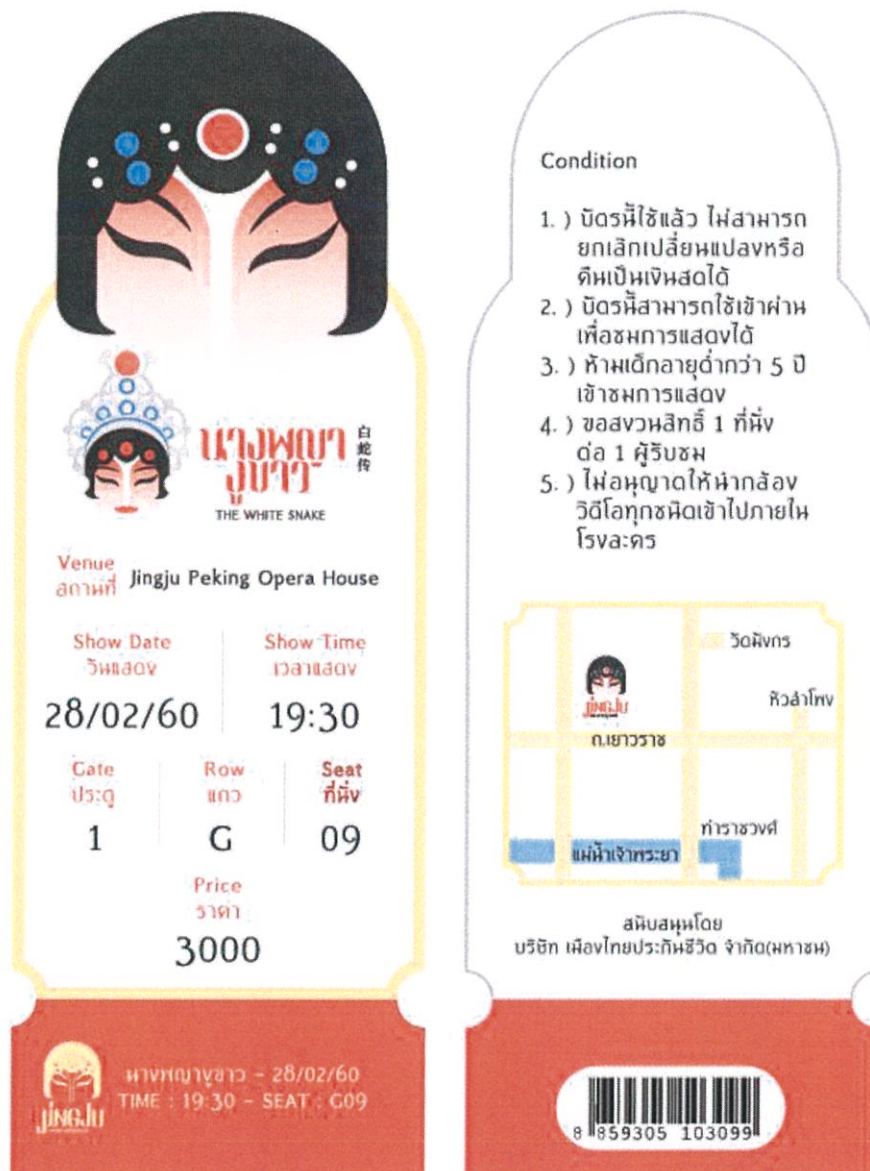 นางพญา
งูขาว
白蛇传
THE WHITE SNAKE
Venue
สถานที่
Jingju Peking Opera House
Show Date
วันแสดง
28/02/60
Show Time
เวลาแสดง
19:30
Gate
ประตู
1
Row
แถว
G
Seat
ที่นั่ง
09
Price
ราคา
3000
JINGJU
นางพญางูขาว - 28/02/60
TIME : 19:30 - SEAT : G09
Condition
1. ) บัตรนี้ใช้แล้ว ไม่สามารถ
ยกเลิกเปลี่ยนแปลงหรือ
คืนเป็นเงินสดได้
2. ) บัตรนี้สามารถใช้เข้าผ่าน
เพื่อชมการแสดงได้
3. ) ห้ามเด็กอายุต่ำกว่า 5 ปี
เข้าชมการแสดง
4. ) ขอสงวนสิทธิ์ 1 ที่นั่ง
ต่อ 1 ผู้รับชม
5. ) ไม่อนุญาตให้นำกล้อง
วิดีโอทุกชนิดเข้าไปภายใน
โรงละคร
วัดมังกร
หัวลำโพง
JINGJU
ถ.เยาวราช
ท่าราชวงศ์
แม่น้ำเจ้าพระยา
สนับสนุนโดย
บริษัท เมืองไทยประกันชีวิต จำกัด(มหาชน)
8 859305 103099